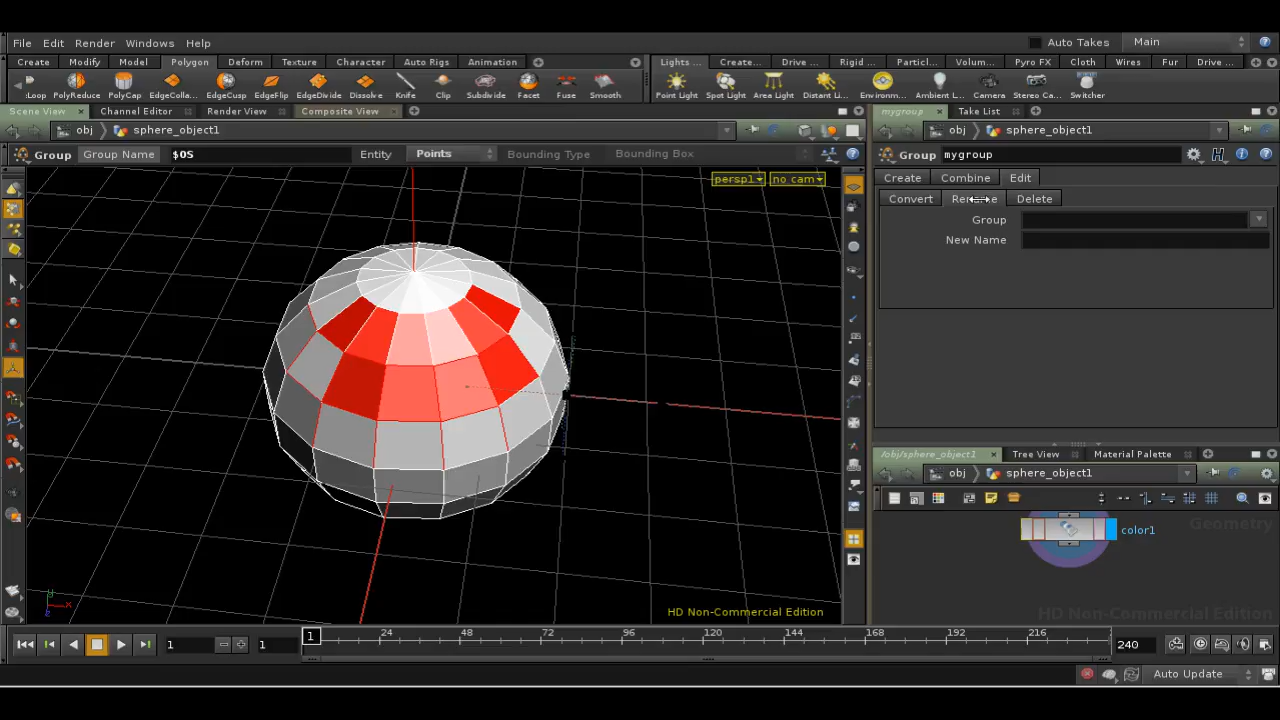 File Edit Render Windows Help Auto Takes Main
Create Modify Model Polygon Deform Texture Character Auto Rigs Animation Lights ... Create... Drive ... Rigid ... Particl... Volum... Pyro FX Cloth Wires Fur Drive ...
:Loop PolyReduce PolyCap EdgeColla... EdgeCusp EdgeFlip EdgeDivide Dissolve Knife Clip Subdivide Facet Fuse Smooth Point Light Spot Light Area Light Distant L... Environm... Ambient L... Camera Stereo Ca... Switcher
Scene View Channel Editor Render View Composite View mygroup Take List
obj sphere_object1 obj sphere_object1
Group Group Name $OS Entity Points Bounding Type Bounding Box Group mygroup
persp1 no cam
Create Combine Edit
Convert Delete
Group
New Name
/obj/sphere_object1 Tree View Material Palette
obj sphere_object1
Geometry
color1
HD Non-Commercial Edition
HD Non-Commercial Edition
y x z
1 1 1 24 48 72 96 120 144 168 192 216 240
Auto Update